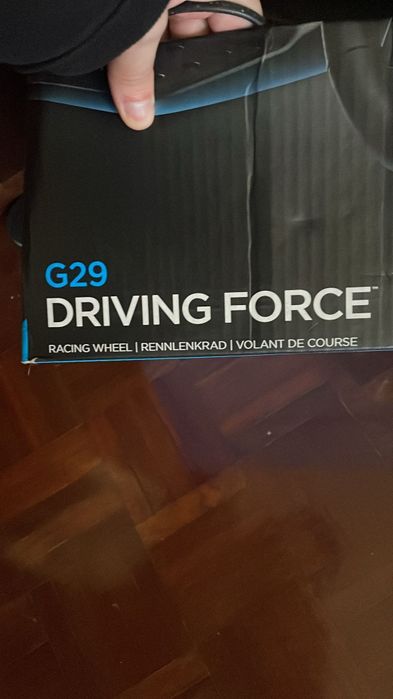 G29
DRIVING FORCE™
RACING WHEEL | RENNLENKRAD | VOLANT DE COURSE